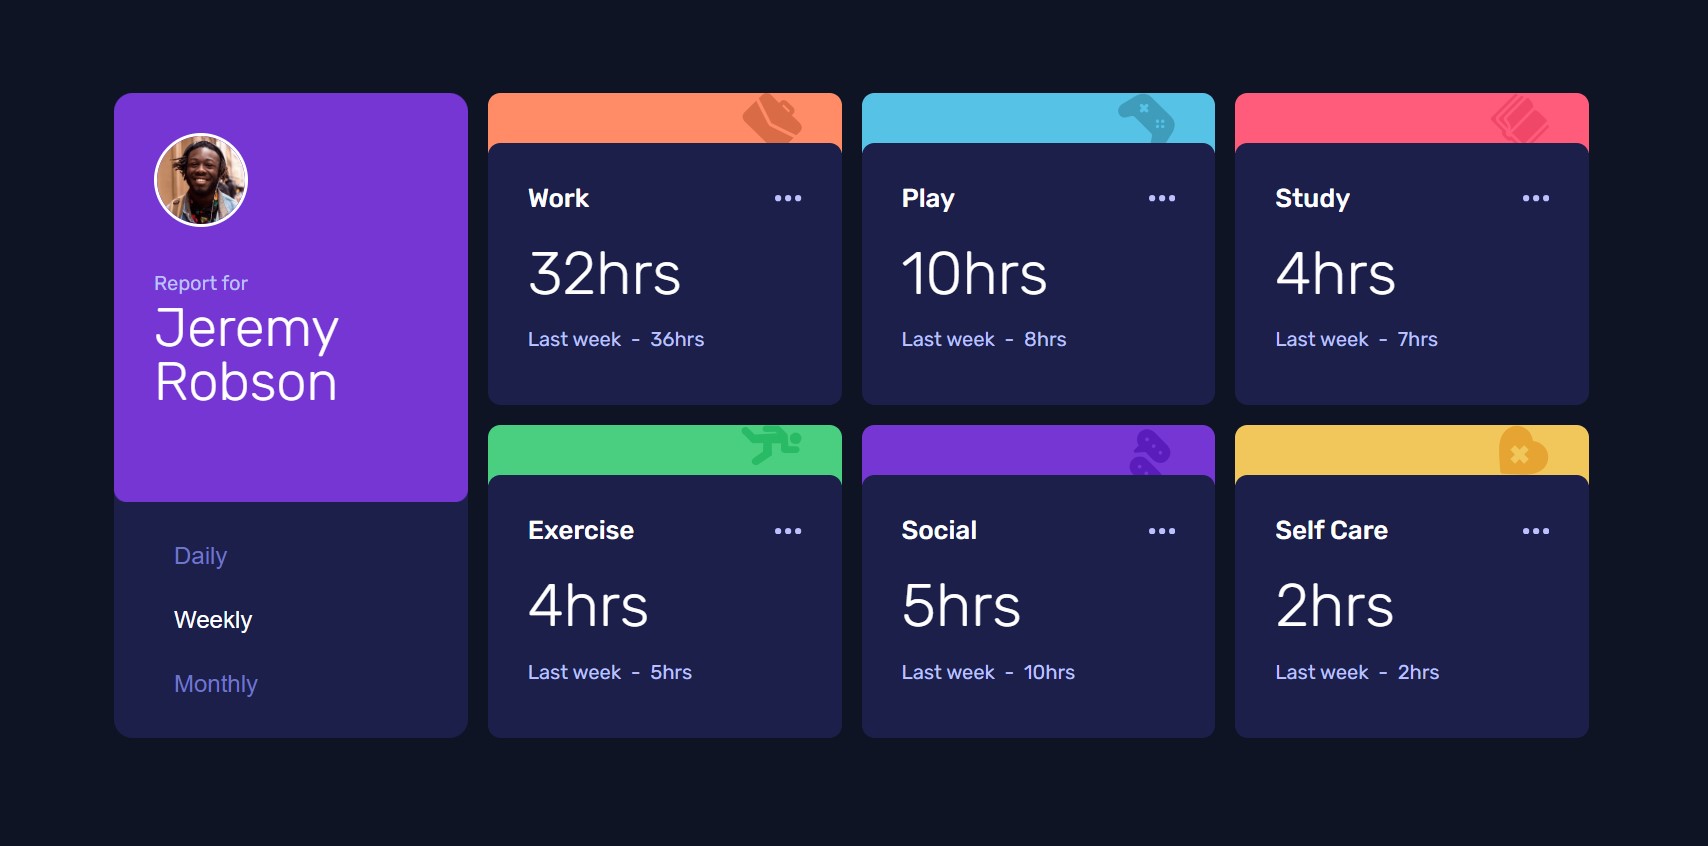 Report for
Jeremy
Robson
Daily
Weekly
Monthly
Work
32hrs
Last week - 36hrs
Play
10hrs
Last week - 8hrs
Study
4hrs
Last week - 7hrs
Exercise
4hrs
Last week - 5hrs
Social
5hrs
Last week - 10hrs
Self Care
2hrs
Last week - 2hrs